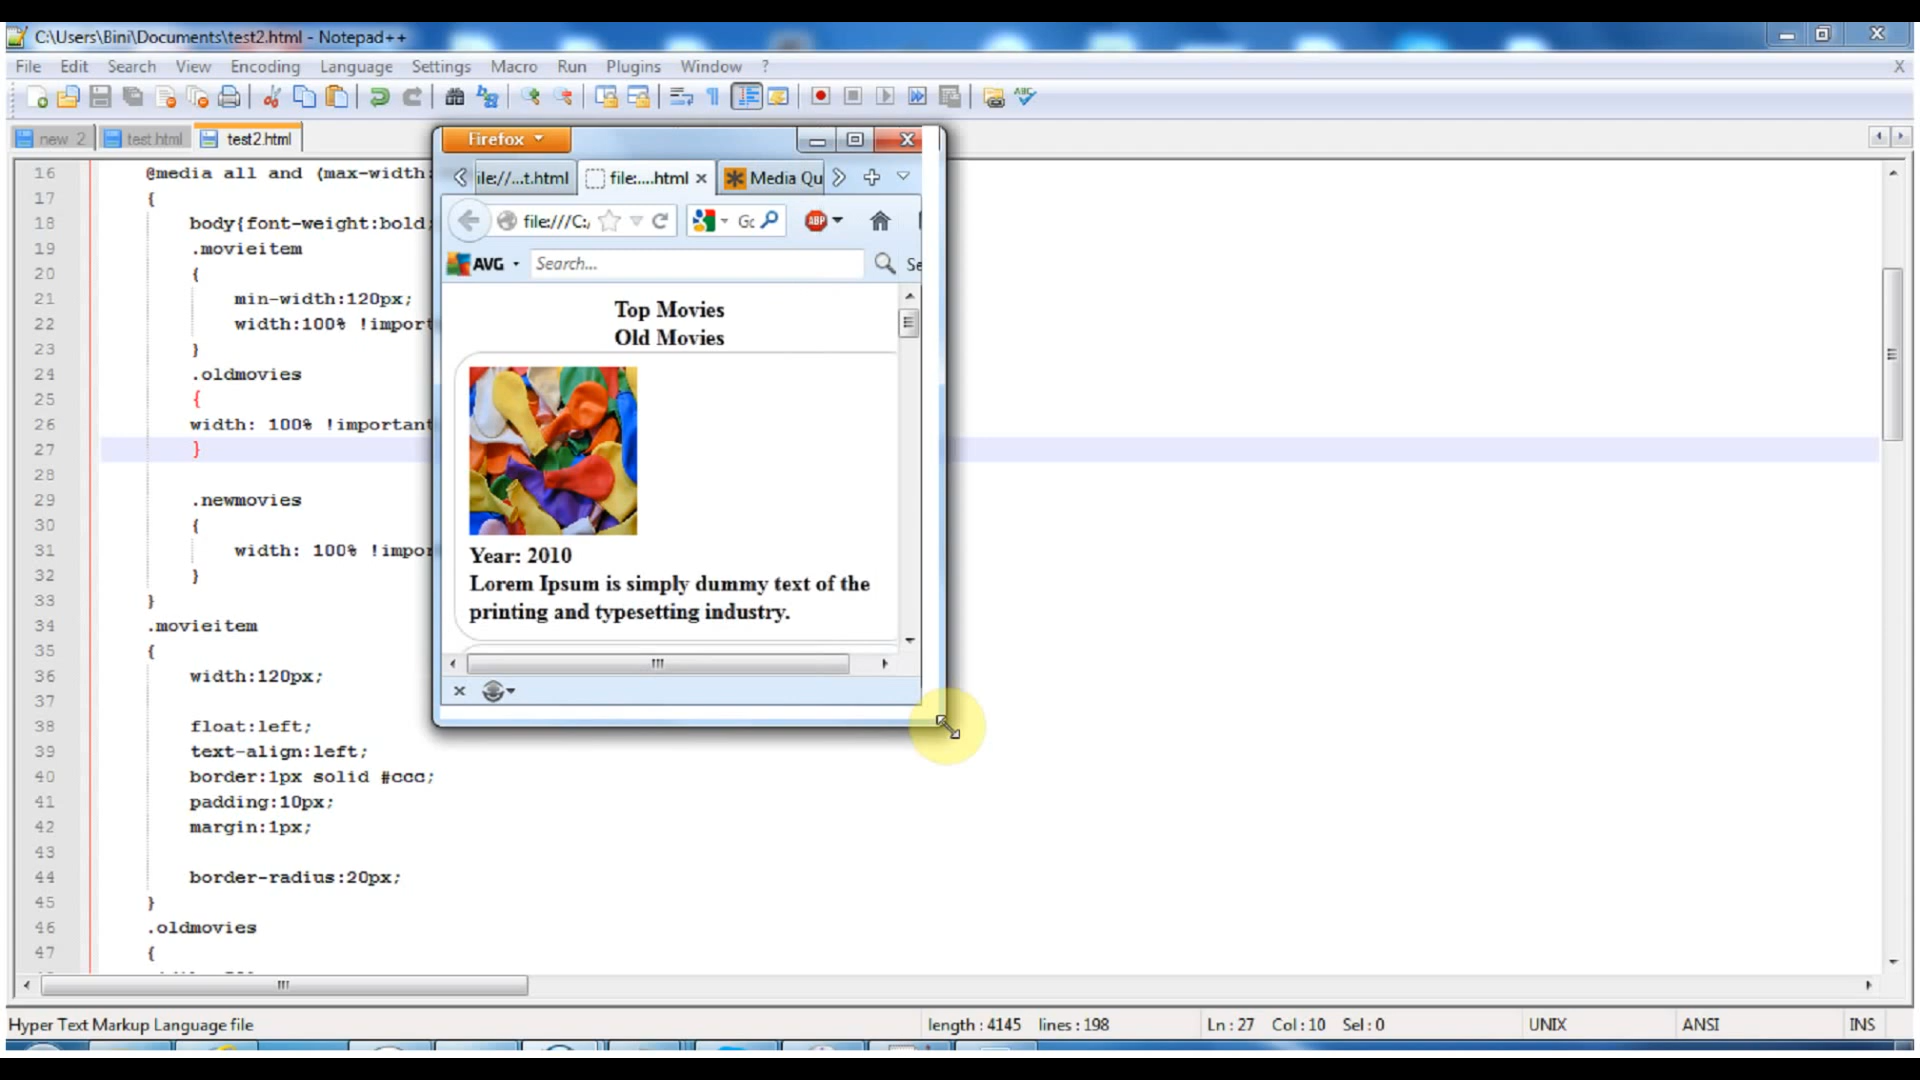 C:\Users\Bini\Documents\test2.html - Notepad++
File Edit Search View Encoding Language Settings Macro Run Plugins Window ? X
new 2 test.html test2.html
Firefox
ile://...t.html file:....html Media Qu
file:///C:, Gc ABP
AVG Search... Se
Top Movies
Old Movies
Year: 2010
Lorem Ipsum is simply dummy text of the
printing and typesetting industry.
16 @media all and (max-width:
17 {
18 body{font-weight:bold;
19 .movieitem
20 {
21 min-width:120px;
22 width:100% !import
23 }
24 .oldmovies
25 {
26 width: 100% !important
27 }
28
29 .newmovies
30 {
31 width: 100% !impor
32 }
33 }
34 .movieitem
35 {
36 width:120px;
37
38 float:left;
39 text-align:left;
40 border:1px solid #ccc;
41 padding:10px;
42 margin:1px;
43
44 border-radius:20px;
45 }
46 .oldmovies
47 {
Hyper Text Markup Language file length : 4145 lines : 198 Ln : 27 Col : 10 Sel : 0 UNIX ANSI INS